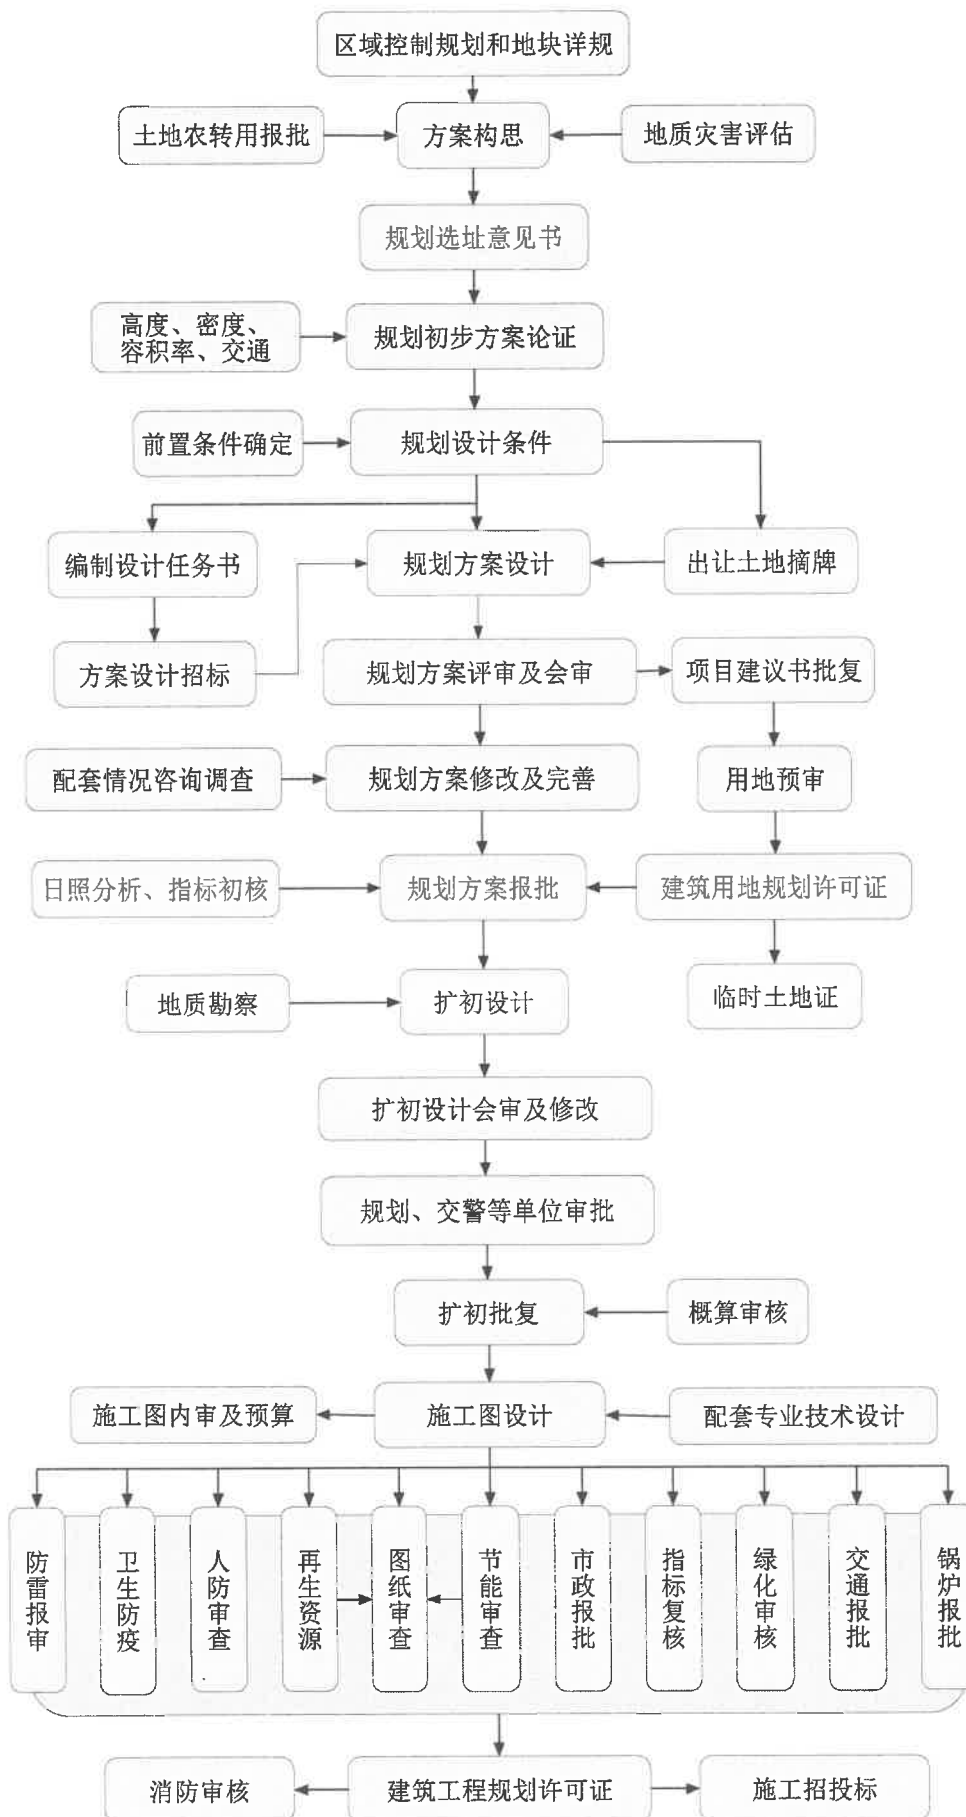 区域控制规划和地块详规
土地农转用报批
方案构思
地质灾害评估
规划选址意见书
高度、密度、
容积率、交通
规划初步方案论证
前置条件确定
规划设计条件
编制设计任务书
规划方案设计
出让土地摘牌
方案设计招标
规划方案评审及会审
项目建议书批复
配套情况咨询调查
规划方案修改及完善
用地预审
日照分析、指标初核
规划方案报批
建筑用地规划许可证
地质勘察
扩初设计
临时土地证
扩初设计会审及修改
规划、交警等单位审批
扩初批复
概算审核
施工图内审及预算
施工图设计
配套专业技术设计
防雷报审
卫生防疫
人防审查
再生资源
图纸审查
节能审查
市政报批
指标复核
绿化审核
交通报批
锅炉报批
消防审核
建筑工程规划许可证
施工招投标